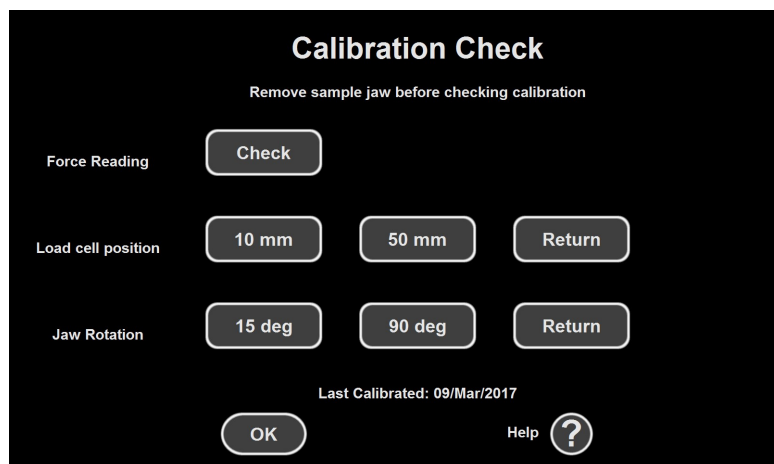 Calibration Check
Remove sample jaw before checking calibration
Force Reading
Check
Load cell position
10 mm
50 mm
Return
Jaw Rotation
15 deg
90 deg
Return
Last Calibrated: 09/Mar/2017
OK
Help
?